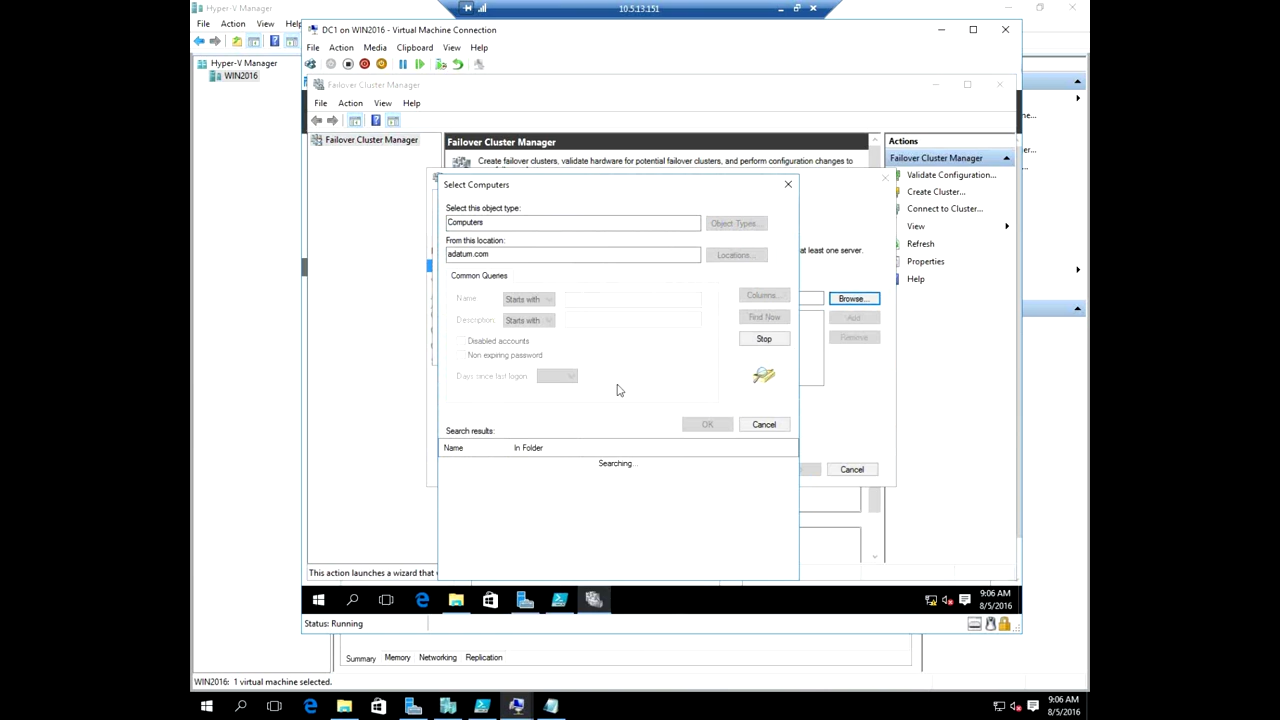 Hyper-V Manager
10.5.13.151
File Action View Help
Hyper-V Manager
WIN2016
DC1 on WIN2016 - Virtual Machine Connection
File Action Media Clipboard View Help
Failover Cluster Manager
File Action View Help
Failover Cluster Manager
Failover Cluster Manager
Create failover clusters, validate hardware for potential failover clusters, and perform configuration changes to
Actions
Failover Cluster Manager
Validate Configuration...
Create Cluster...
Connect to Cluster...
View
Refresh
Properties
Help
Select Computers
Select this object type:
Computers
Object Types...
From this location:
adatum.com
Locations...
at least one server.
Common Queries
Name: Starts with
Description: Starts with
Disabled accounts
Non expiring password
Days since last logon:
Columns...
Find Now
Stop
Browse...
Add
Remove
OK Cancel
Search results:
Name In Folder
Searching...
Cancel
This action launches a wizard that
9:06 AM
8/5/2016
Status: Running
Summary Memory Networking Replication
WIN2016: 1 virtual machine selected.
9:06 AM
8/5/2016